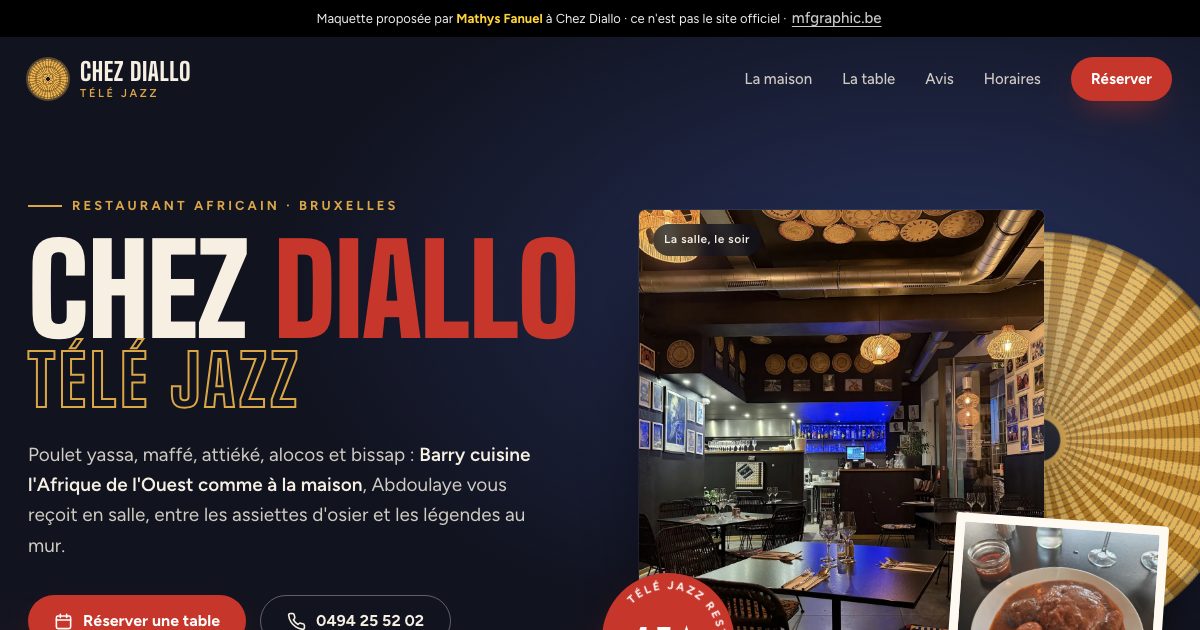 Maquette proposée par Mathys Fanuel à Chez Diallo · ce n'est pas le site officiel · mfgraphic.be
CHEZ DIALLO
TÉLÉ JAZZ
La maison
La table
Avis
Horaires
Réserver
RESTAURANT AFRICAIN · BRUXELLES
CHEZ DIALLO
TÉLÉ JAZZ
La salle, le soir
Poulet yassa, maffé, attiéké, alocos et bissap : Barry cuisine
l'Afrique de l'Ouest comme à la maison, Abdoulaye vous
reçoit en salle, entre les assiettes d'osier et les légendes au
mur.
Réserver une table
0494 25 52 02
TÉLÉ JAZZ RES